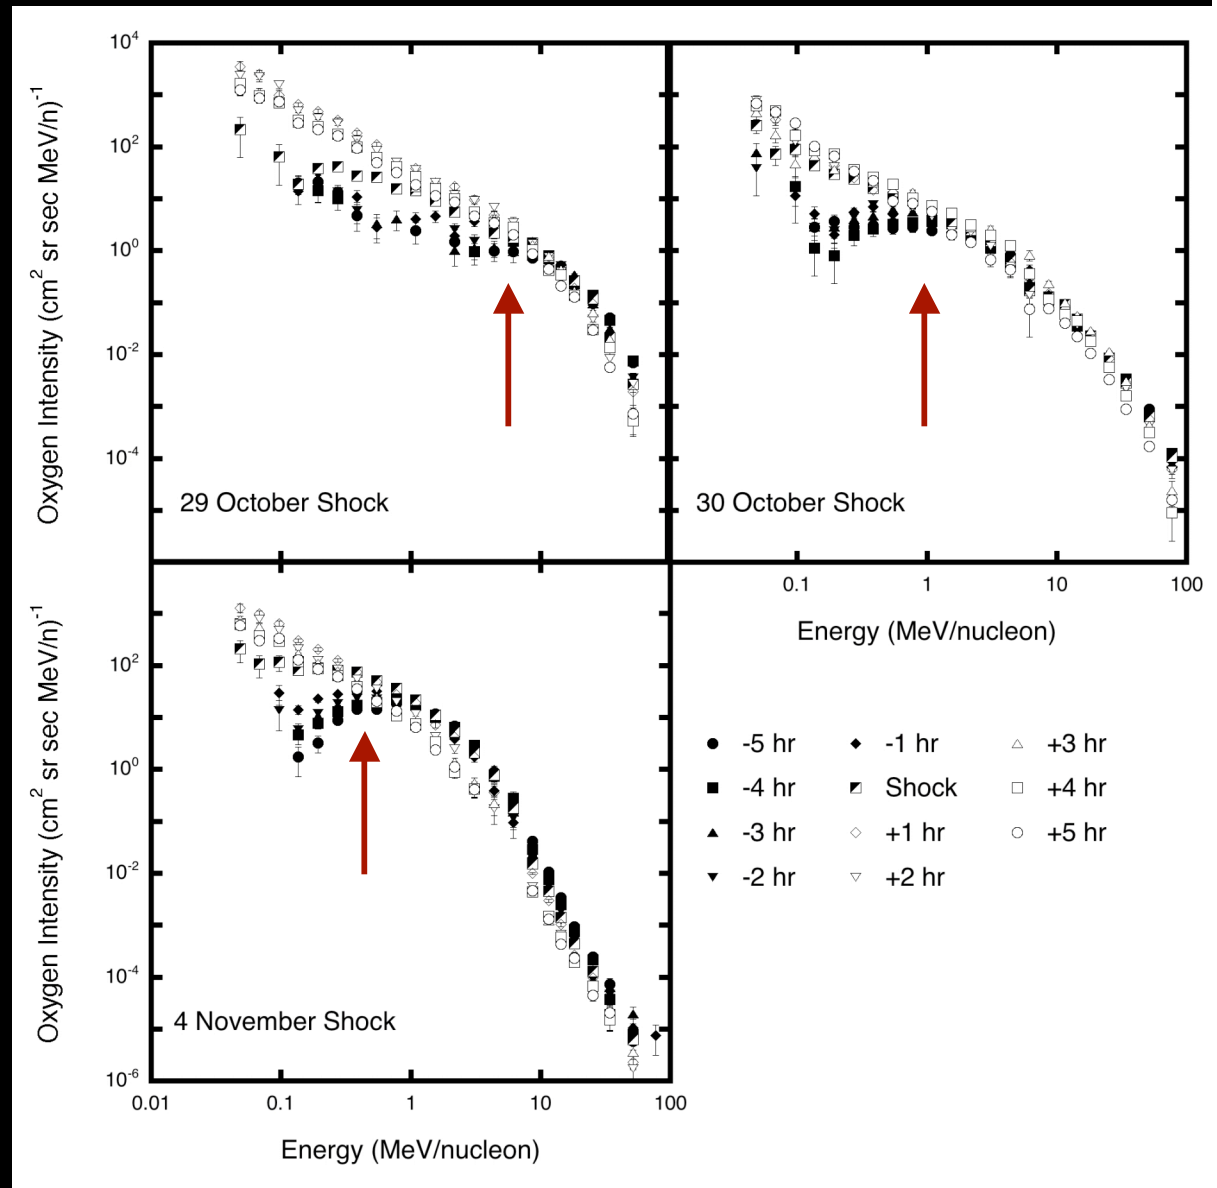 10⁴
10²
10⁰
10⁻²
10⁻⁴
Oxygen Intensity (cm² sr sec MeV/n)⁻¹
29 October Shock
30 October Shock
0.1 1 10 100
Energy (MeV/nucleon)
10²
10⁰
10⁻²
10⁻⁴
10⁻⁶
Oxygen Intensity (cm² sr sec MeV/n)⁻¹
4 November Shock
0.01 0.1 1 10 100
Energy (MeV/nucleon)
-5 hr
-4 hr
-3 hr
-2 hr
-1 hr
Shock
+1 hr
+2 hr
+3 hr
+4 hr
+5 hr